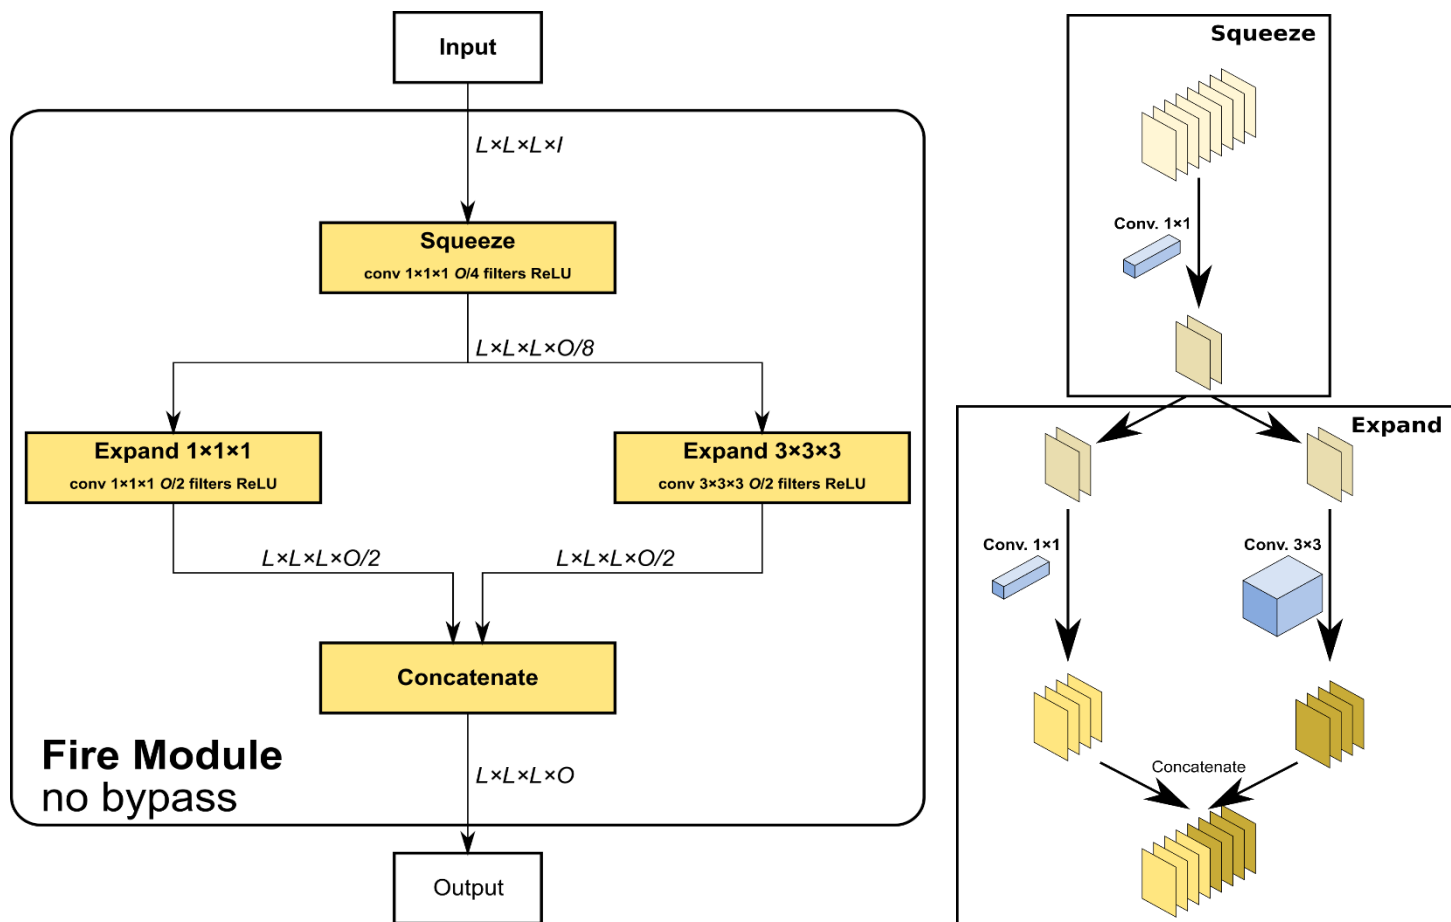 Input
L×L×L×I
Squeeze
conv 1×1×1 O/4 filters ReLU
L×L×L×O/8
Expand 1×1×1
conv 1×1×1 O/2 filters ReLU
Expand 3×3×3
conv 3×3×3 O/2 filters ReLU
L×L×L×O/2
L×L×L×O/2
Concatenate
Fire Module
no bypass
L×L×L×O
Output
Squeeze
Conv. 1×1
Expand
Conv. 1×1
Conv. 3×3
Concatenate